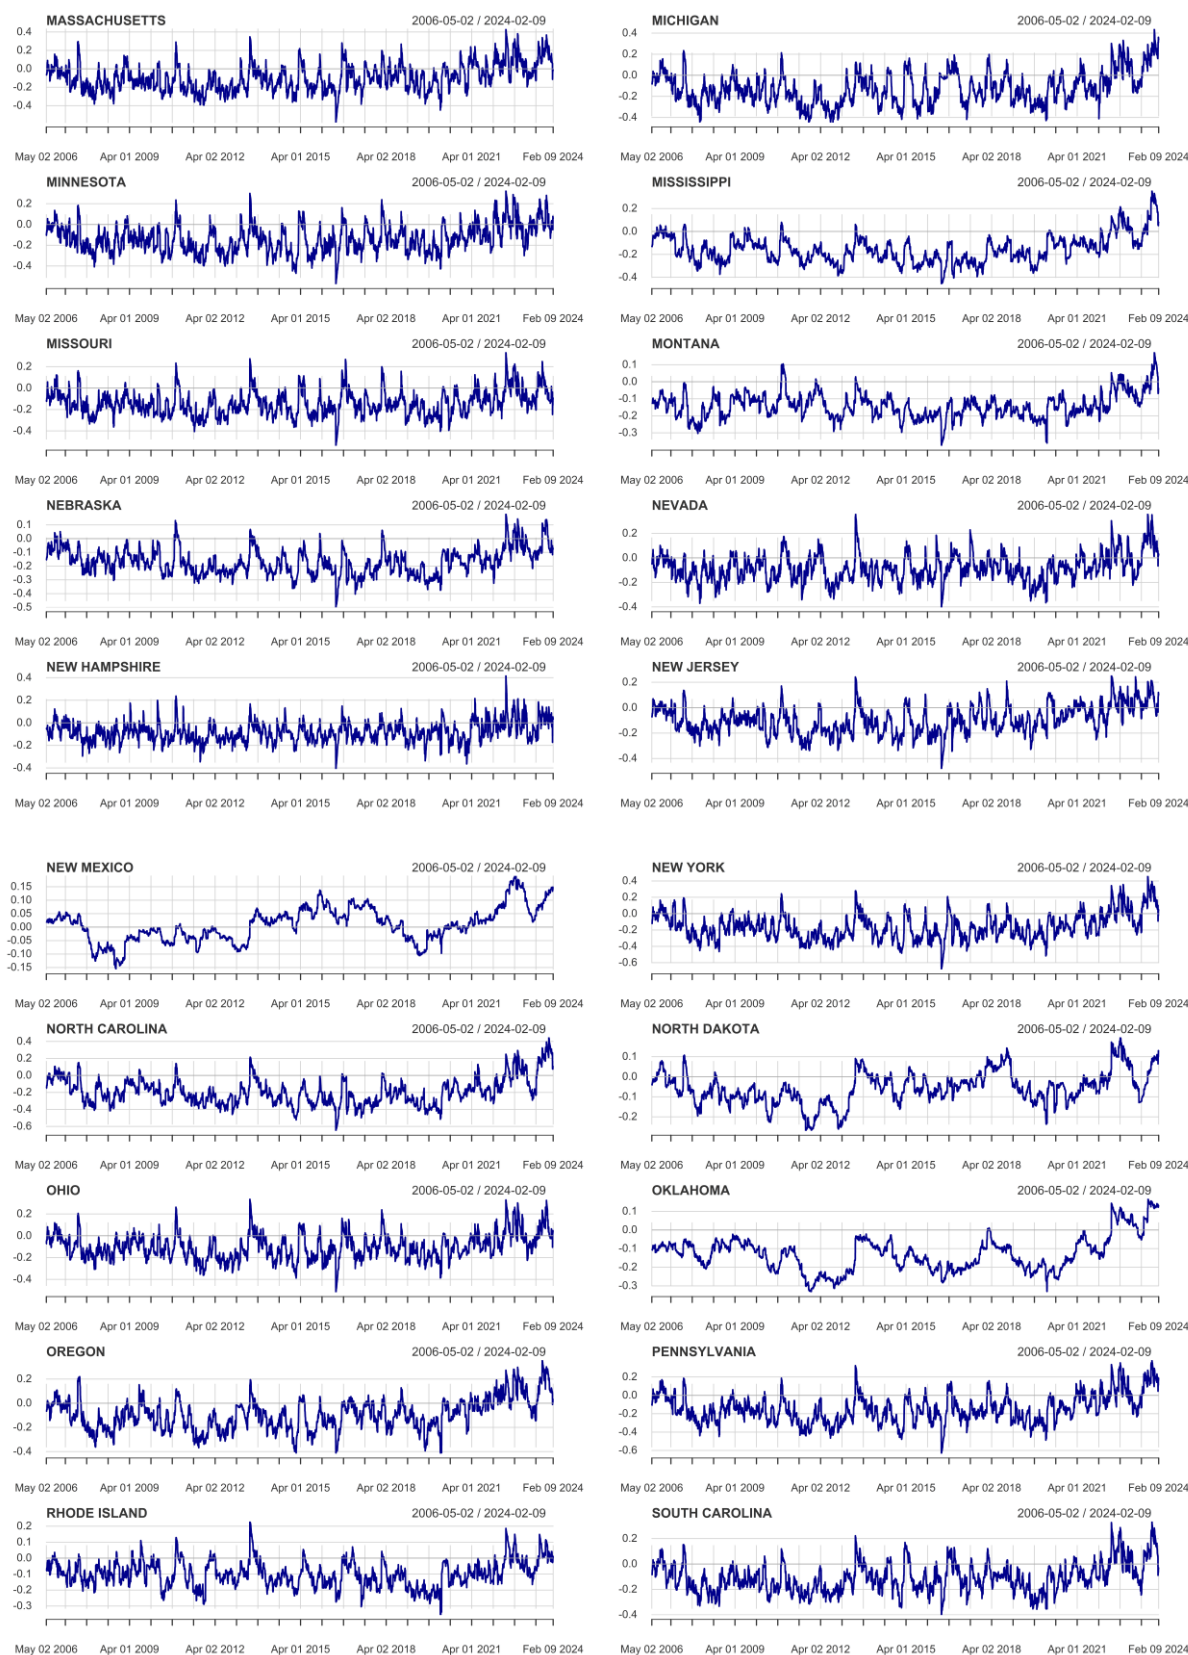 MASSACHUSETTS 2006-05-02 / 2024-02-09 MICHIGAN 2006-05-02 / 2024-02-09
0.4 0.4
0.2 0.2
0.0 0.0
-0.2 -0.2
-0.4 -0.4
May 02 2006 Apr 01 2009 Apr 02 2012 Apr 01 2015 Apr 02 2018 Apr 01 2021 Feb 09 2024 May 02 2006 Apr 01 2009 Apr 02 2012 Apr 01 2015 Apr 02 2018 Apr 01 2021 Feb 09 2024
MINNESOTA 2006-05-02 / 2024-02-09 MISSISSIPPI 2006-05-02 / 2024-02-09
0.2 0.2
0.0 0.0
-0.2 -0.2
-0.4 -0.4
May 02 2006 Apr 01 2009 Apr 02 2012 Apr 01 2015 Apr 02 2018 Apr 01 2021 Feb 09 2024 May 02 2006 Apr 01 2009 Apr 02 2012 Apr 01 2015 Apr 02 2018 Apr 01 2021 Feb 09 2024
MISSOURI 2006-05-02 / 2024-02-09 MONTANA 2006-05-02 / 2024-02-09
0.2 0.1
0.0 0.0
-0.2 -0.1
-0.4 -0.2
-0.3
May 02 2006 Apr 01 2009 Apr 02 2012 Apr 01 2015 Apr 02 2018 Apr 01 2021 Feb 09 2024 May 02 2006 Apr 01 2009 Apr 02 2012 Apr 01 2015 Apr 02 2018 Apr 01 2021 Feb 09 2024
NEBRASKA 2006-05-02 / 2024-02-09 NEVADA 2006-05-02 / 2024-02-09
0.1 0.2
-0.0 0.0
-0.1 -0.2
-0.2 -0.4
-0.3
-0.4
-0.5
May 02 2006 Apr 01 2009 Apr 02 2012 Apr 01 2015 Apr 02 2018 Apr 01 2021 Feb 09 2024 May 02 2006 Apr 01 2009 Apr 02 2012 Apr 01 2015 Apr 02 2018 Apr 01 2021 Feb 09 2024
NEW HAMPSHIRE 2006-05-02 / 2024-02-09 NEW JERSEY 2006-05-02 / 2024-02-09
0.4 0.2
0.2 0.0
0.0 -0.2
-0.2 -0.4
-0.4
May 02 2006 Apr 01 2009 Apr 02 2012 Apr 01 2015 Apr 02 2018 Apr 01 2021 Feb 09 2024 May 02 2006 Apr 01 2009 Apr 02 2012 Apr 01 2015 Apr 02 2018 Apr 01 2021 Feb 09 2024
NEW MEXICO 2006-05-02 / 2024-02-09 NEW YORK 2006-05-02 / 2024-02-09
0.15 0.4
0.10 0.2
0.05 0.0
0.00 -0.2
-0.05 -0.4
-0.10 -0.6
-0.15
May 02 2006 Apr 01 2009 Apr 02 2012 Apr 01 2015 Apr 02 2018 Apr 01 2021 Feb 09 2024 May 02 2006 Apr 01 2009 Apr 02 2012 Apr 01 2015 Apr 02 2018 Apr 01 2021 Feb 09 2024
NORTH CAROLINA 2006-05-02 / 2024-02-09 NORTH DAKOTA 2006-05-02 / 2024-02-09
0.4 0.1
0.2 0.0
0.0 -0.1
-0.2 -0.2
-0.4
-0.6
May 02 2006 Apr 01 2009 Apr 02 2012 Apr 01 2015 Apr 02 2018 Apr 01 2021 Feb 09 2024 May 02 2006 Apr 01 2009 Apr 02 2012 Apr 01 2015 Apr 02 2018 Apr 01 2021 Feb 09 2024
OHIO 2006-05-02 / 2024-02-09 OKLAHOMA 2006-05-02 / 2024-02-09
0.2 0.1
0.0 0.0
-0.2 -0.1
-0.4 -0.2
-0.3
May 02 2006 Apr 01 2009 Apr 02 2012 Apr 01 2015 Apr 02 2018 Apr 01 2021 Feb 09 2024 May 02 2006 Apr 01 2009 Apr 02 2012 Apr 01 2015 Apr 02 2018 Apr 01 2021 Feb 09 2024
OREGON 2006-05-02 / 2024-02-09 PENNSYLVANIA 2006-05-02 / 2024-02-09
0.2 0.2
0.0 0.0
-0.2 -0.2
-0.4 -0.4
-0.6
May 02 2006 Apr 01 2009 Apr 02 2012 Apr 01 2015 Apr 02 2018 Apr 01 2021 Feb 09 2024 May 02 2006 Apr 01 2009 Apr 02 2012 Apr 01 2015 Apr 02 2018 Apr 01 2021 Feb 09 2024
RHODE ISLAND 2006-05-02 / 2024-02-09 SOUTH CAROLINA 2006-05-02 / 2024-02-09
0.2 0.2
0.1 0.0
0.0 -0.2
-0.1 -0.4
-0.2
-0.3
May 02 2006 Apr 01 2009 Apr 02 2012 Apr 01 2015 Apr 02 2018 Apr 01 2021 Feb 09 2024 May 02 2006 Apr 01 2009 Apr 02 2012 Apr 01 2015 Apr 02 2018 Apr 01 2021 Feb 09 2024